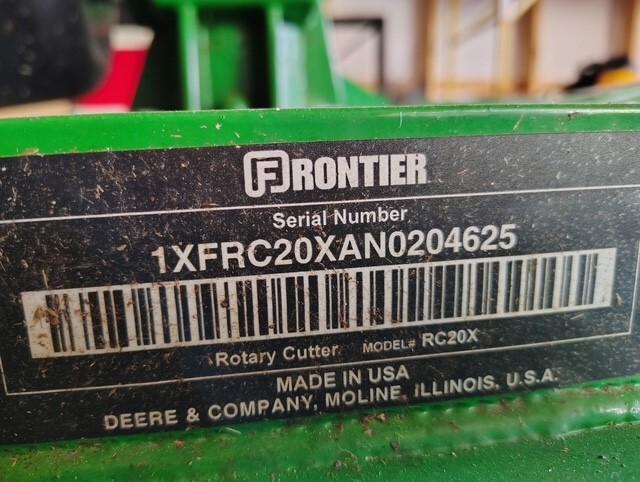 FRONTIER
Serial Number
1XFRC20XAN0204625
Rotary Cutter MODEL# RC20X
MADE IN USA
DEERE & COMPANY, MOLINE, ILLINOIS, U.S.A.